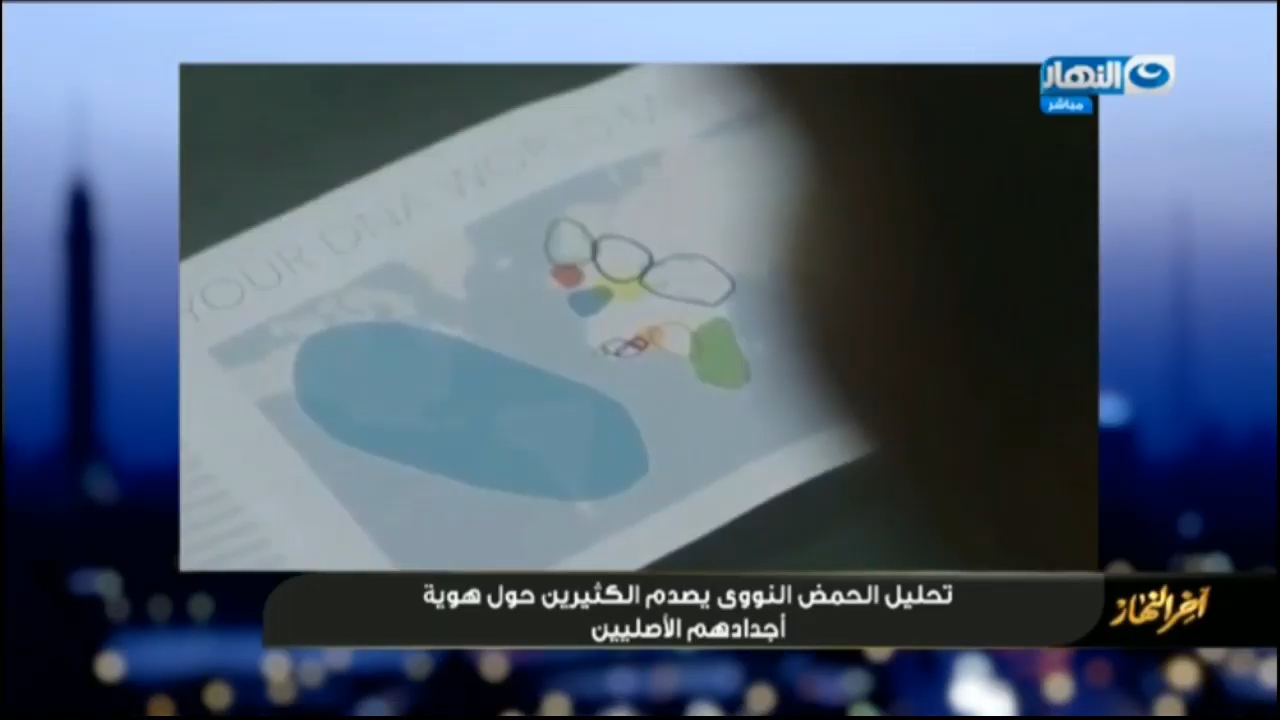 النهار
مباشر
YOUR DNA
تحليل الحمض النووى يصدم الكثيرين حول هوية
أجدادهم الأصليين
آخر النهار